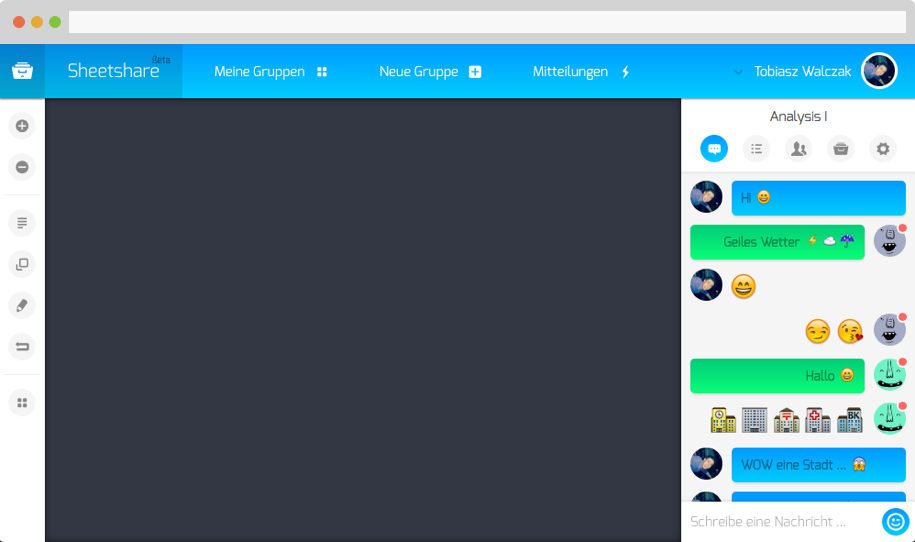 Sheetshare
Beta
Meine Gruppen
Neue Gruppe
Mitteilungen
Tobiasz Walczak
Analysis I
Hi 😄
Geiles Wetter ⚡☁☔
Hallo 😄
BK
WOW eine Stadt ... 😱
Schreibe eine Nachricht ...